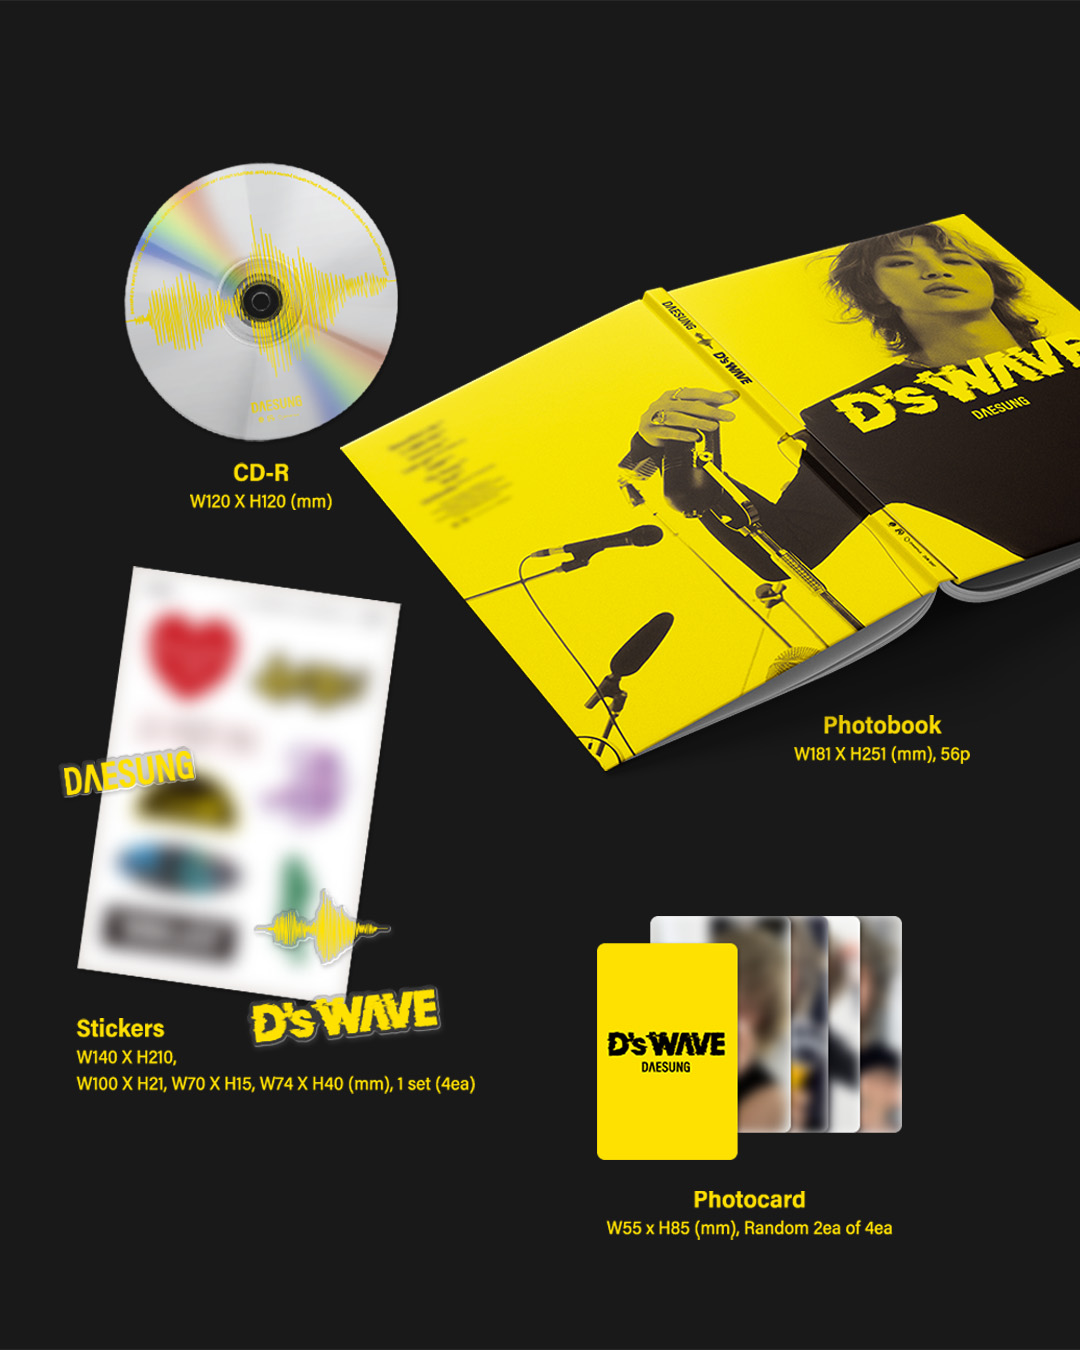 DAESUNG
CD-R
W120 X H120 (mm)
DAESUNG
D's WAVE
D's WAVE
DAESUNG
Photobook
W181 X H251 (mm), 56p
DAESUNG
D's WAVE
Stickers
W140 X H210,
W100 X H21, W70 X H15, W74 X H40 (mm), 1 set (4ea)
D's WAVE
DAESUNG
Photocard
W55 x H85 (mm), Random 2ea of 4ea